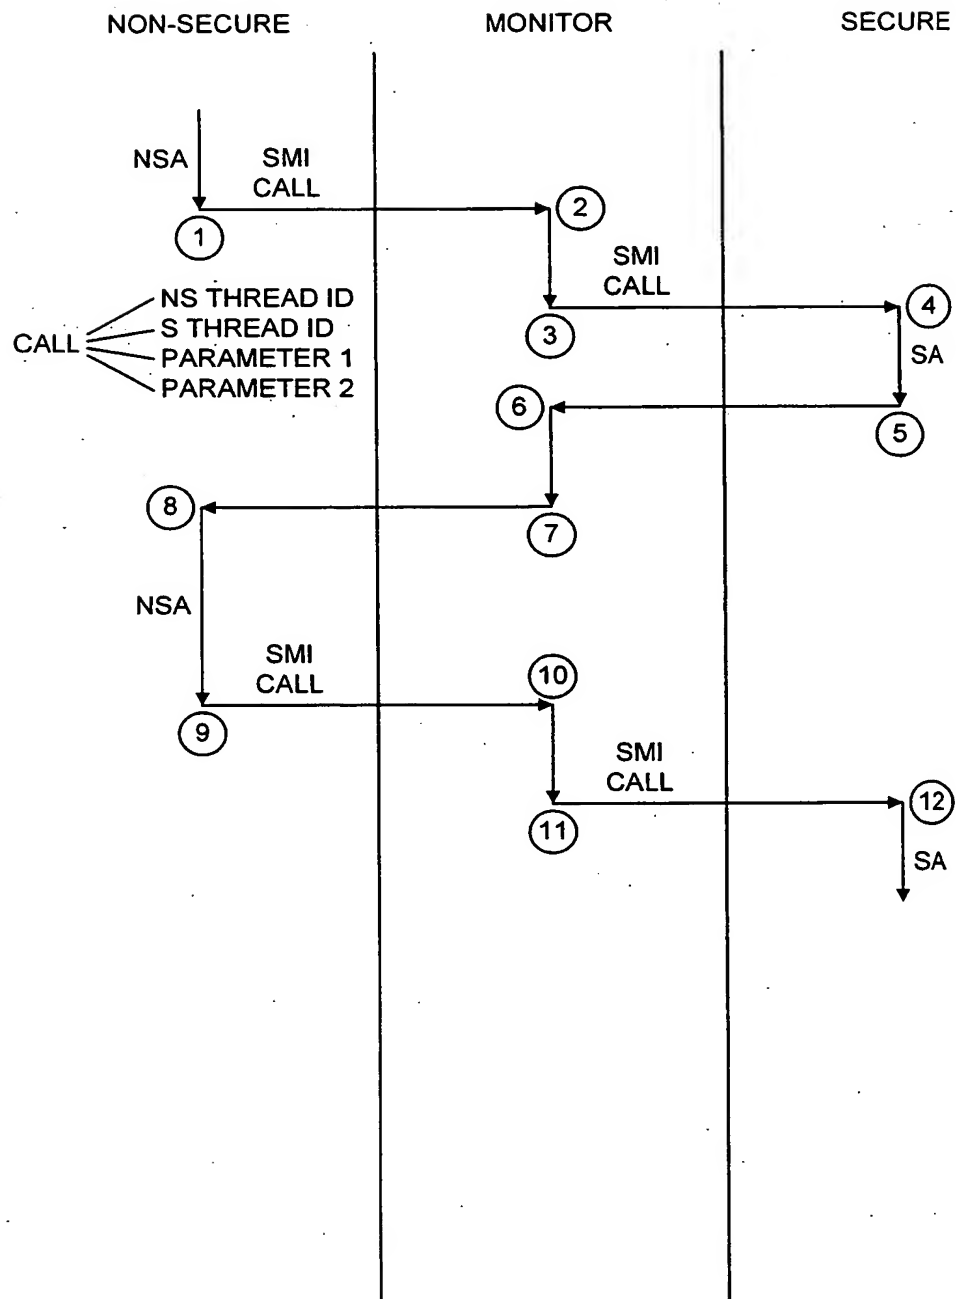 NON-SECURE
MONITOR
SECURE
NSA
SMI
CALL
1
2
SMI
CALL
3
4
SA
CALL
NS THREAD ID
S THREAD ID
PARAMETER 1
PARAMETER 2
6
5
8
7
NSA
SMI
CALL
10
9
SMI
CALL
12
11
SA